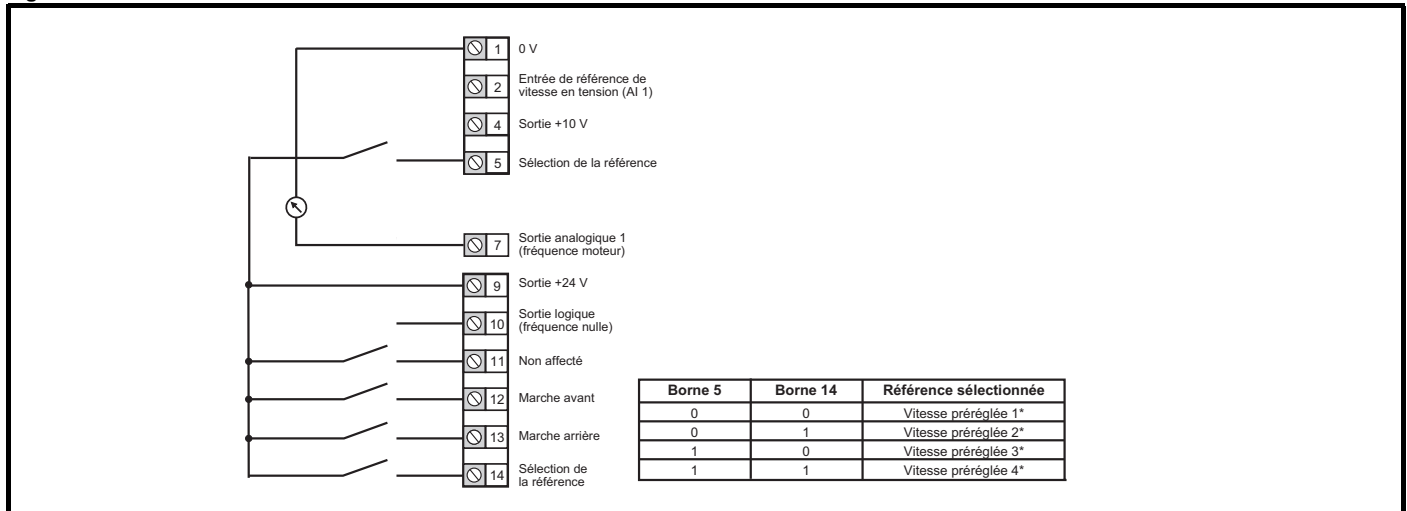 1 0 V
2 Entrée de référence de
vitesse en tension (AI 1)
4 Sortie +10 V
5 Sélection de la référence
7 Sortie analogique 1
(fréquence moteur)
9 Sortie +24 V
10 Sortie logique
(fréquence nulle)
11 Non affecté
12 Marche avant
13 Marche arrière
14 Sélection de
la référence
Borne 5 Borne 14 Référence sélectionnée
0 0 Vitesse préréglée 1*
0 1 Vitesse préréglée 2*
1 0 Vitesse préréglée 3*
1 1 Vitesse préréglée 4*